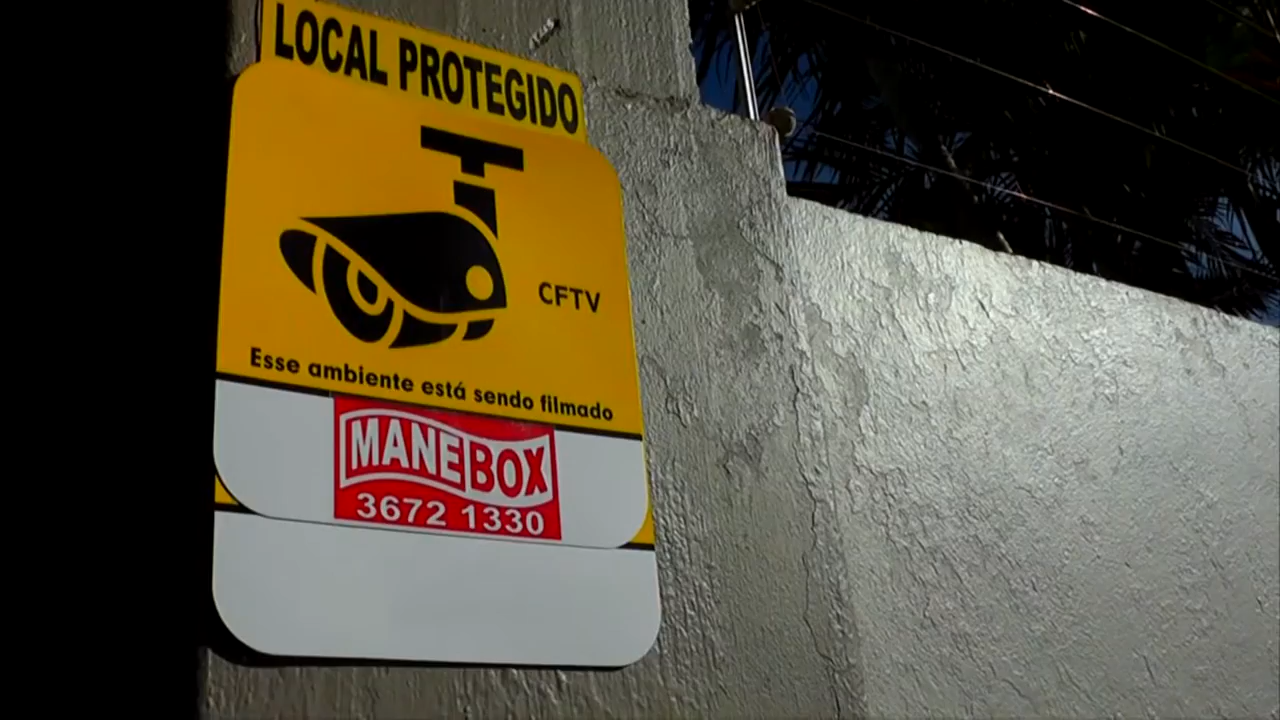 LOCAL PROTEGIDO
CFTV
Esse ambiente está sendo filmado
MANEBOX
3672 1330